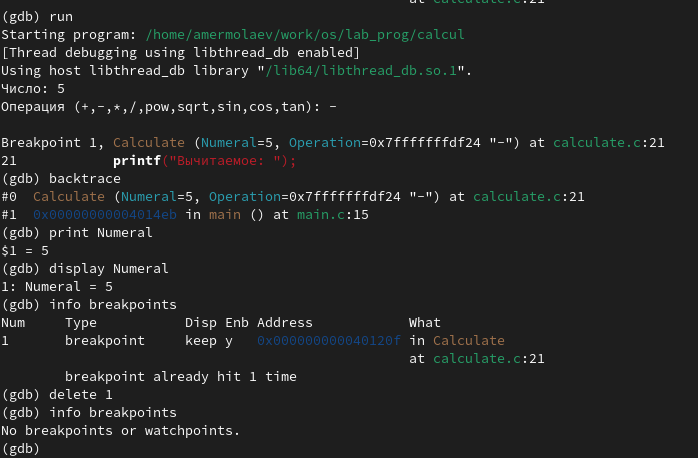 at calculate.c:21
(gdb) run
Starting program: /home/amermolaev/work/os/lab_prog/calcul
[Thread debugging using libthread_db enabled]
Using host libthread_db library "/lib64/libthread_db.so.1".
Число: 5
Операция (+,-,*,/,pow,sqrt,sin,cos,tan): -
Breakpoint 1, Calculate (Numeral=5, Operation=0x7fffffffdf24 "-") at calculate.c:21
21 printf("Вычитаемое: ");
(gdb) backtrace
#0 Calculate (Numeral=5, Operation=0x7fffffffdf24 "-") at calculate.c:21
#1 0x00000000004014eb in main () at main.c:15
(gdb) print Numeral
$1 = 5
(gdb) display Numeral
1: Numeral = 5
(gdb) info breakpoints
Num Type Disp Enb Address What
1 breakpoint keep y 0x000000000040120f in Calculate
at calculate.c:21
breakpoint already hit 1 time
(gdb) delete 1
(gdb) info breakpoints
No breakpoints or watchpoints.
(gdb)